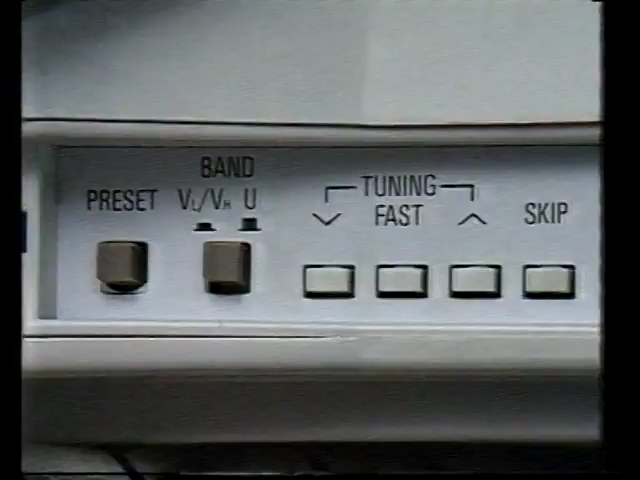 BAND
PRESET VL/VH U
TUNING
FAST
SKIP